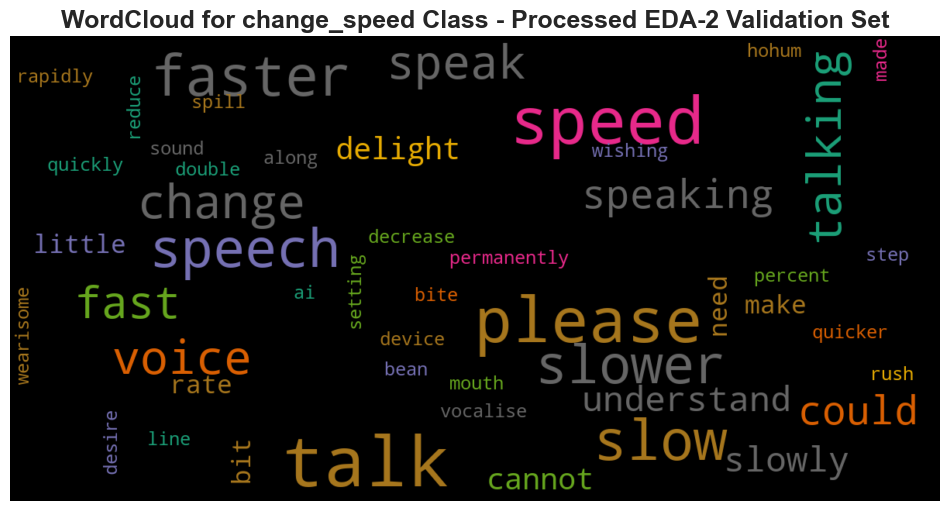 WordCloud for change_speed Class - Processed EDA-2 Validation Set
rapidly
faster
speak
hohum
made
reduce
spill
speed
talking
quickly
sound
double
along
delight
wishing
change
speaking
little
speech
decrease
permanently
step
setting
percent
wearisome
fast
ai
bite
please
need
make
device
quicker
voice
rate
bean
mouth
slower
rush
understand
vocalise
could
desire
line
bit
talk
cannot
slow
slowly